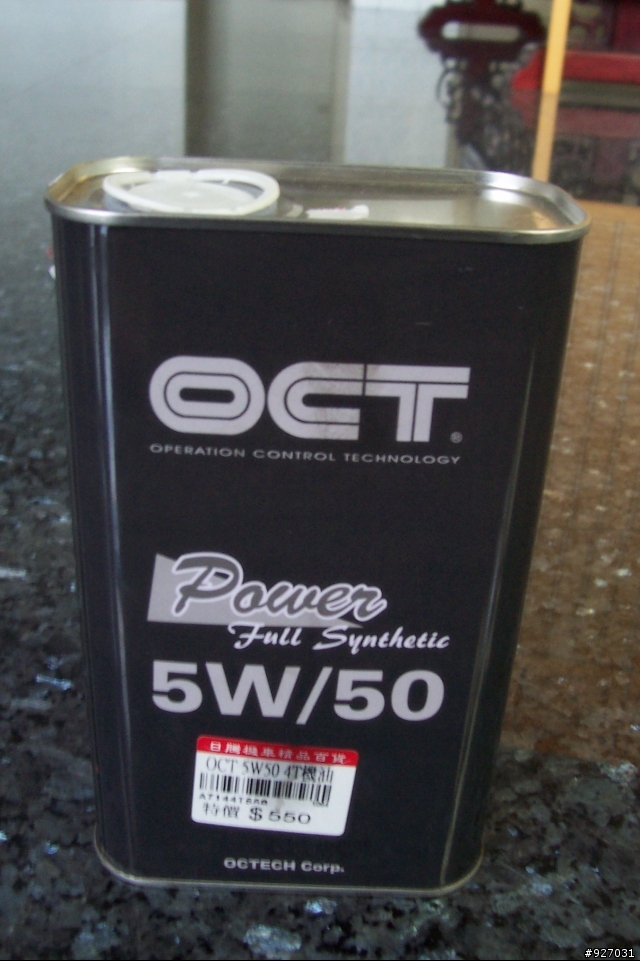 OCT®
OPERATION CONTROL TECHNOLOGY
Power
Full Synthetic
5W/50
日騰機車精品百貨
OCT 5W50 4T機油
特價 $550
OCTECH Corp.
#927031